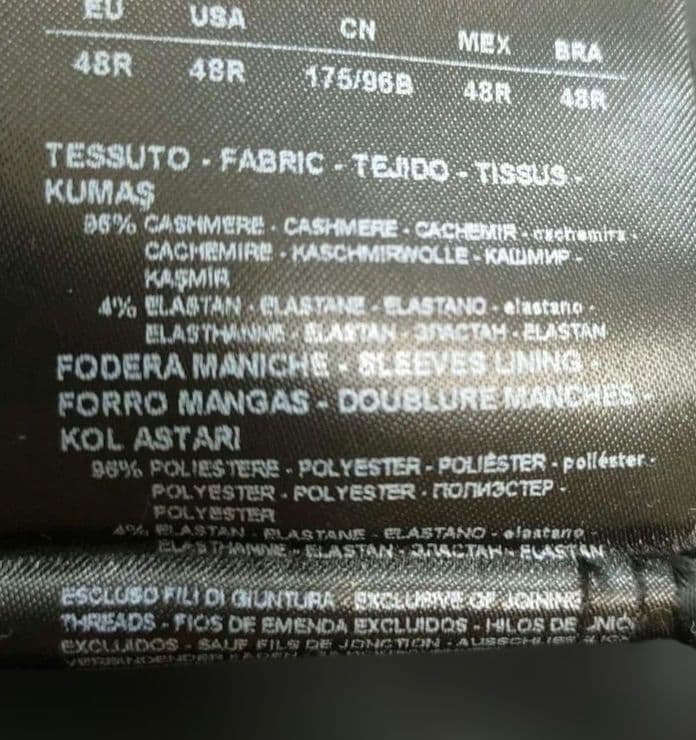 EU USA CN MEX BRA
48R 48R 175/96B 48R 48R
TESSUTO - FABRIC - TEJIDO - TISSUS -
KUMAŞ
96% CASHMERE - CASHMERE - CACHEMIR - cachemira -
CACHEMIRE - KASCHMIRWOLLE - КАШМИР -
KAŞMİR
4% ELASTAN - ELASTANE - ELASTANO - elastano -
ELASTHANNE - ELASTAN - ЭЛАСТАН - ELASTAN
FODERA MANICHE - SLEEVES LINING -
FORRO MANGAS - DOUBLURE MANCHES -
KOL ASTARI
96% POLIESTERE - POLYESTER - POLIÉSTER - poliéster -
POLYESTER - POLYESTER - ПОЛИЭСТЕР -
POLYESTER
4% ELASTAN - ELASTANE - ELASTANO - elastano
ELASTHANNE - ELASTAN - ЭЛАСТАН - ELASTAN
ESCLUSO FILI DI GIUNTURA - EXCLUSIVE OF JOINING
THREADS - FIOS DE EMENDA EXCLUIDOS - HILOS DE
EXCLUIDOS - SAUF FILS DE JONCTION -